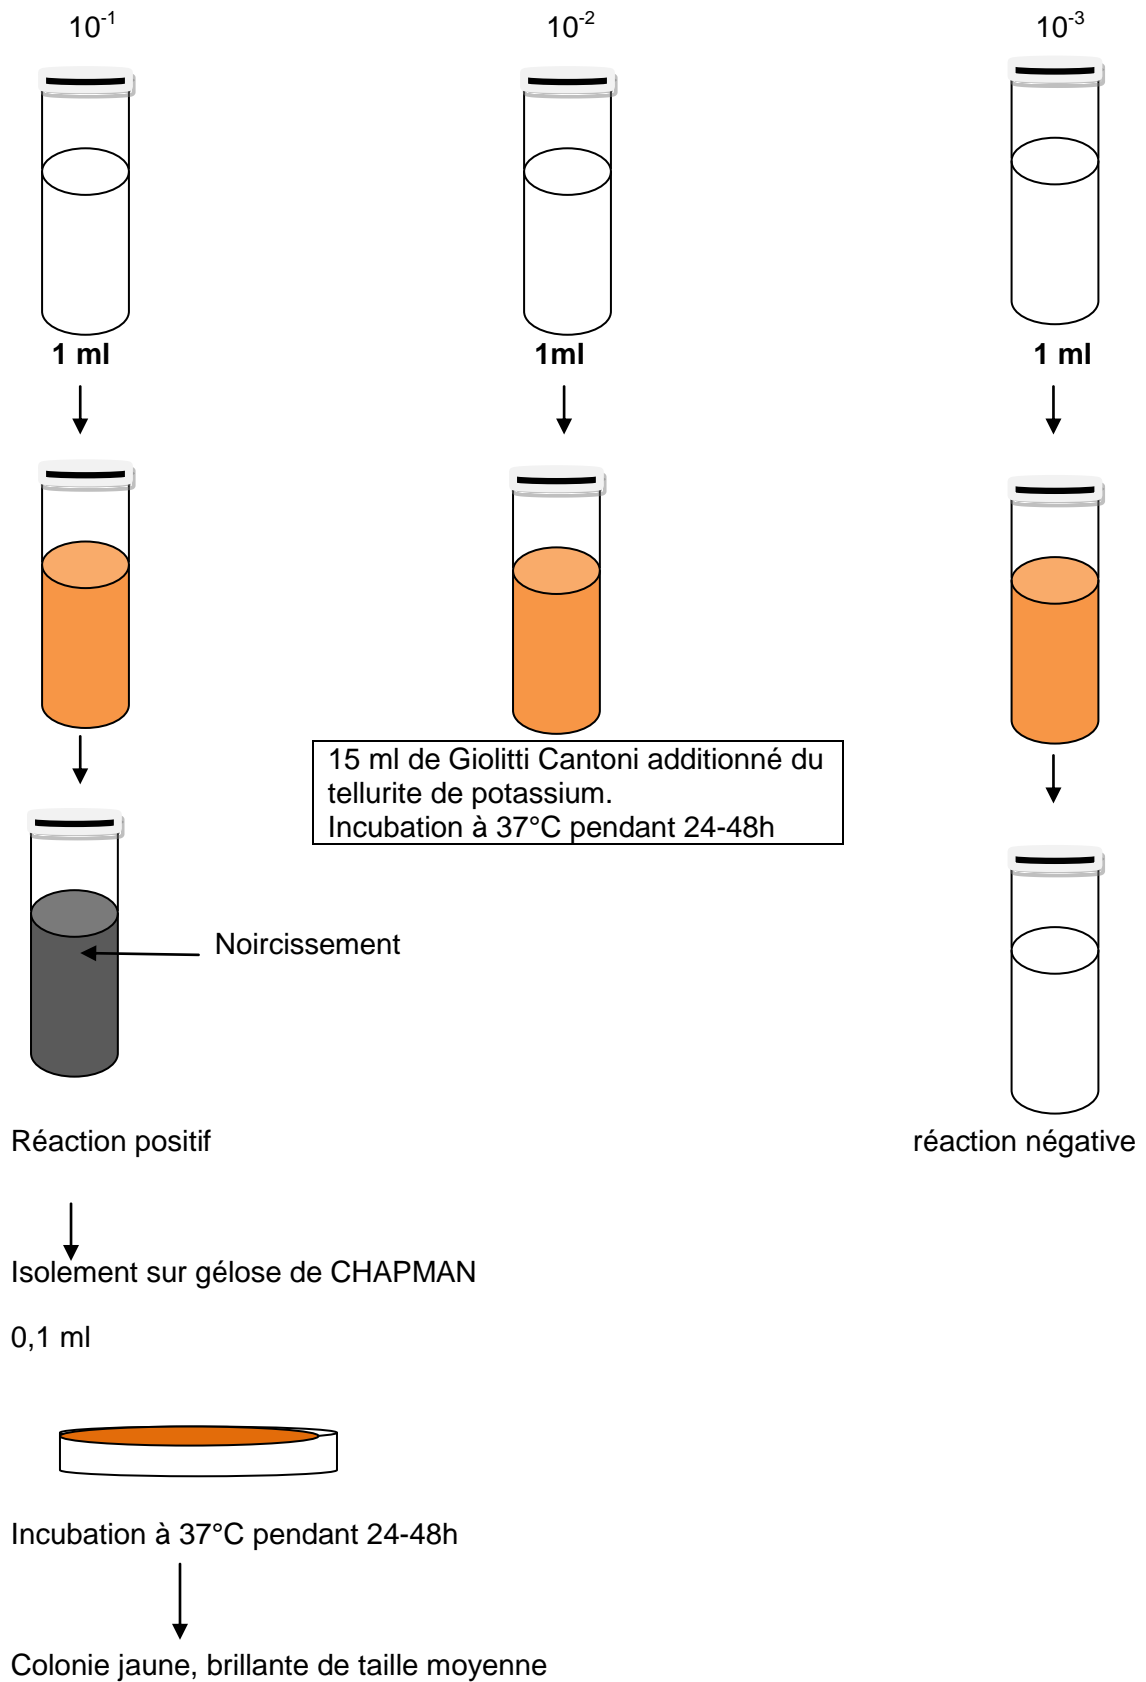 10-1 10-2 10-3
1 ml 1ml 1 ml
15 ml de Giolitti Cantoni additionné du
tellurite de potassium.
Incubation à 37°C pendant 24-48h
Noircissement
Réaction positif réaction négative
Isolement sur gélose de CHAPMAN
0,1 ml
Incubation à 37°C pendant 24-48h
Colonie jaune, brillante de taille moyenne